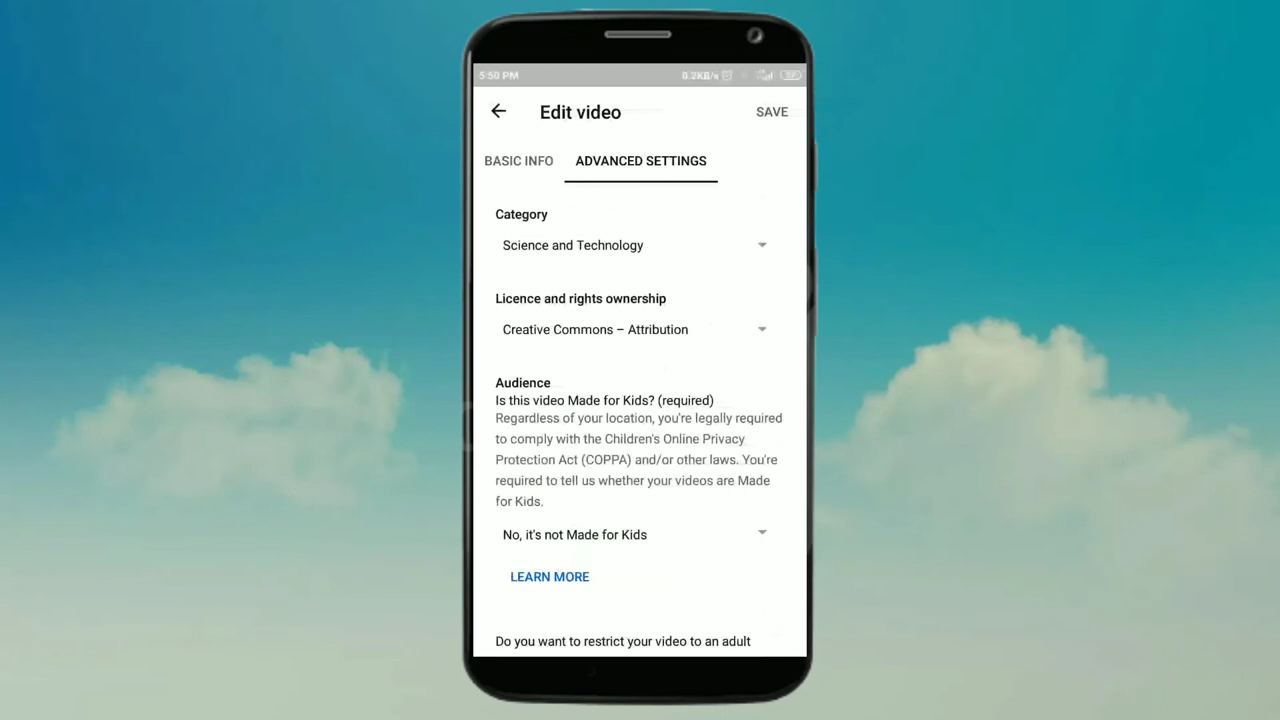 5:50 PM 0.2KB/s
Edit video SAVE
BASIC INFO ADVANCED SETTINGS
Category
Science and Technology
Licence and rights ownership
Creative Commons – Attribution
Audience
Is this video Made for Kids? (required)
Regardless of your location, you're legally required
to comply with the Children's Online Privacy
Protection Act (COPPA) and/or other laws. You're
required to tell us whether your videos are Made
for Kids.
No, it's not Made for Kids
LEARN MORE
Do you want to restrict your video to an adult